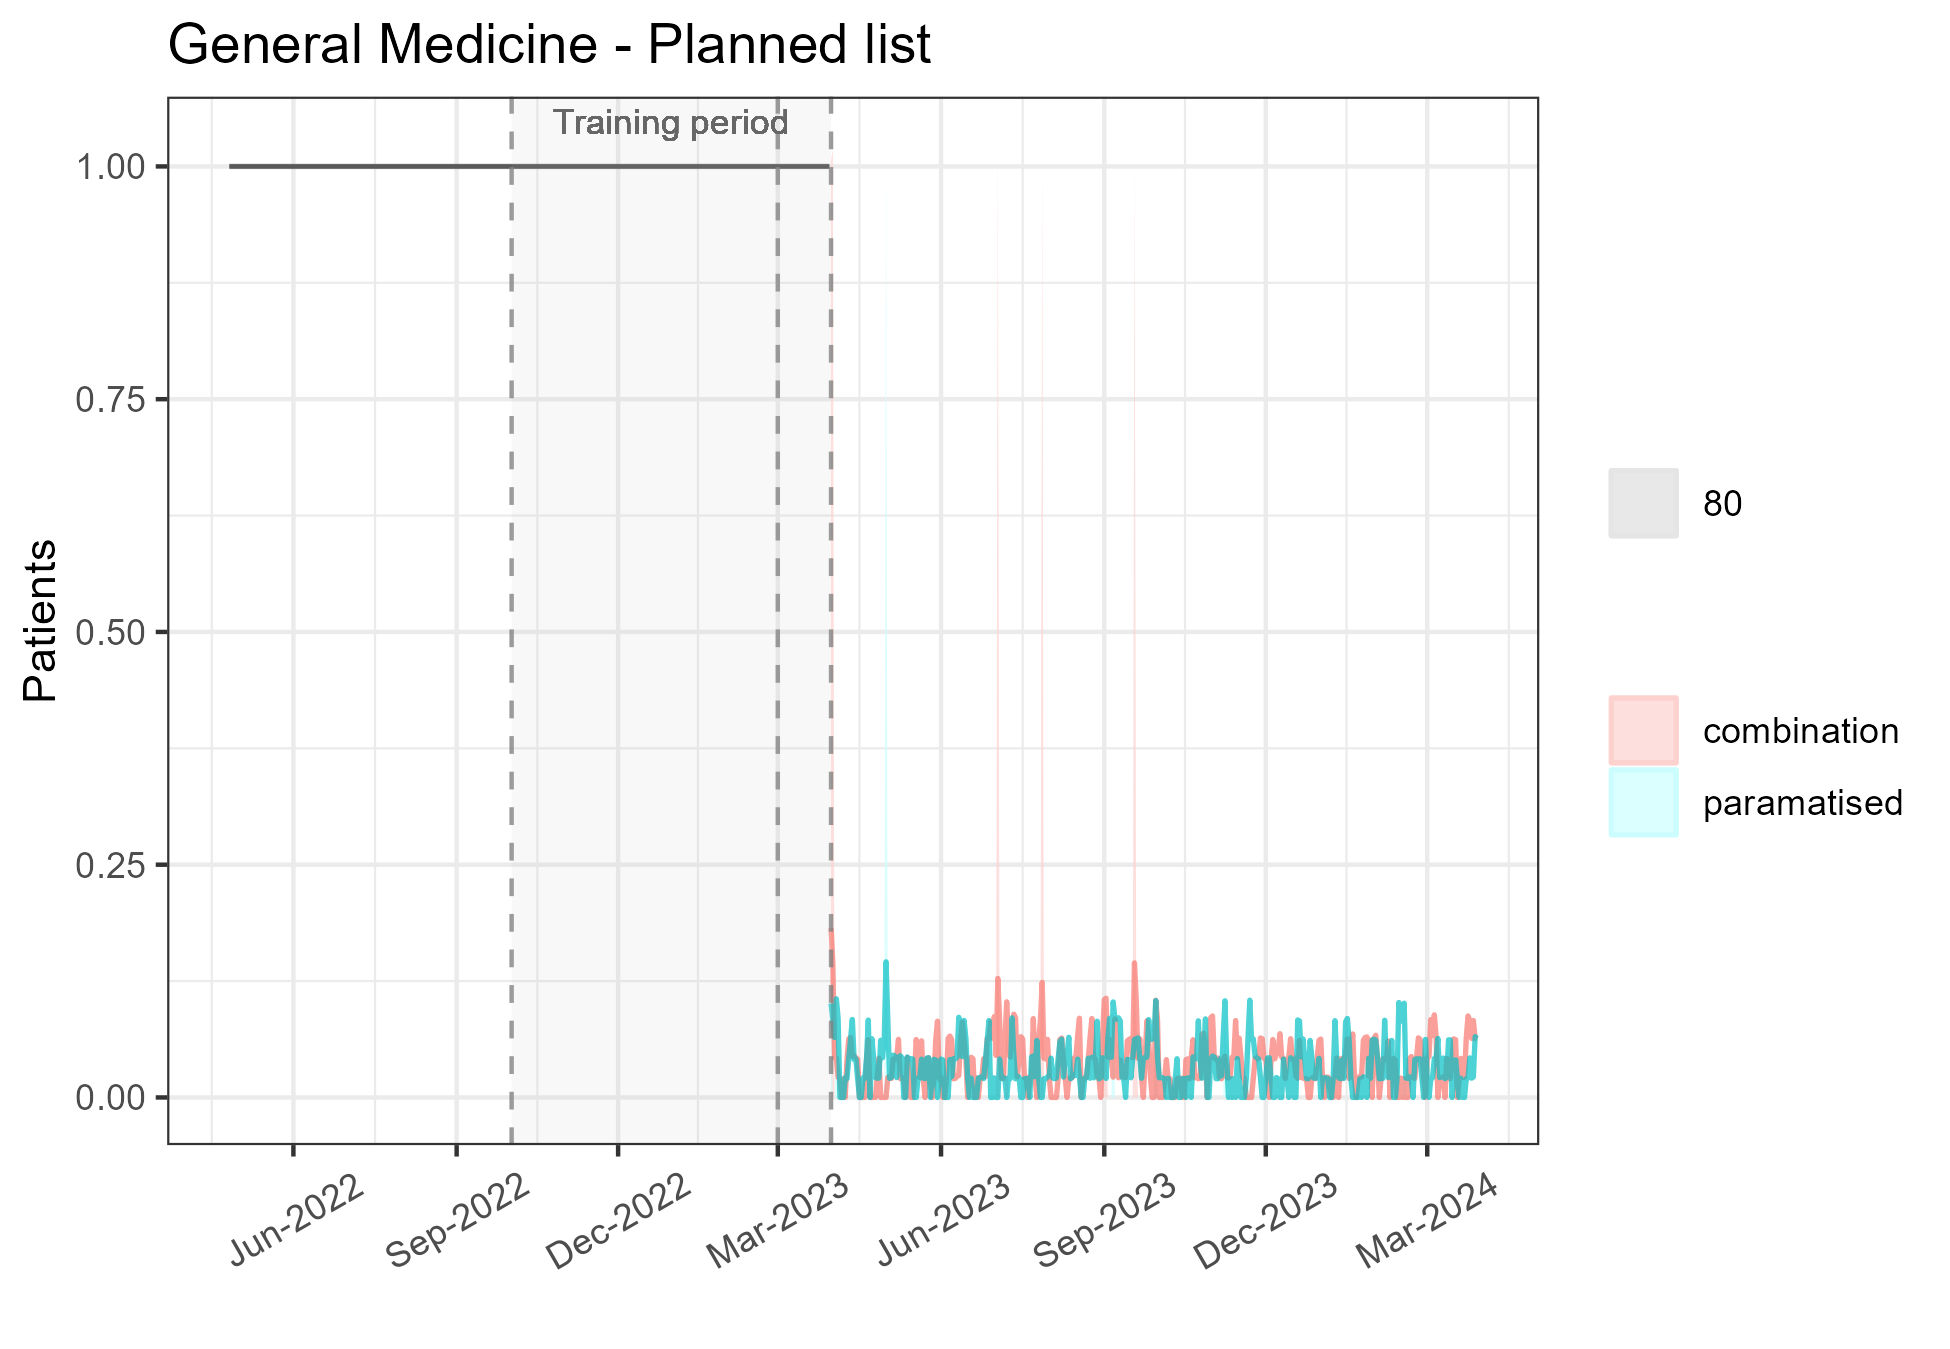 General Medicine - Planned list
Training period
1.00
0.75
0.50
0.25
0.00
Patients
Jun-2022
Sep-2022
Dec-2022
Mar-2023
Jun-2023
Sep-2023
Dec-2023
Mar-2024
80
combination
paramatised